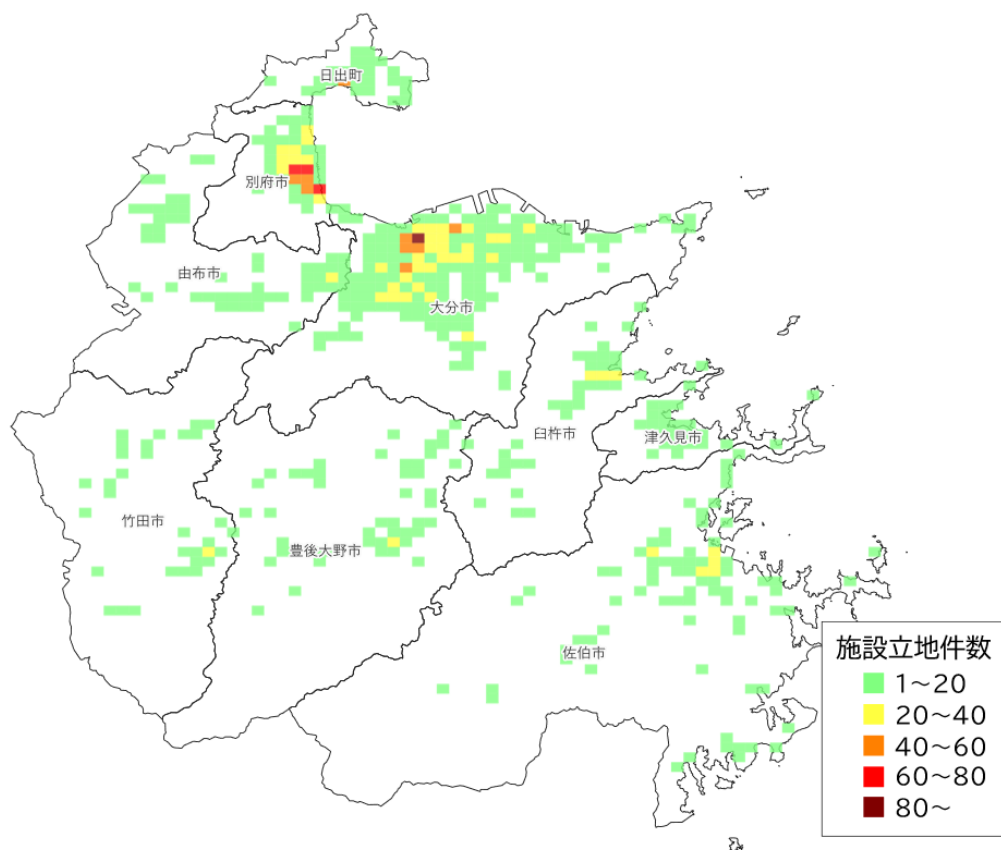 日出町
別府市
由布市
大分市
臼杵市
津久見市
竹田市
豊後大野市
佐伯市
施設立地件数
1～20
20～40
40～60
60～80
80～